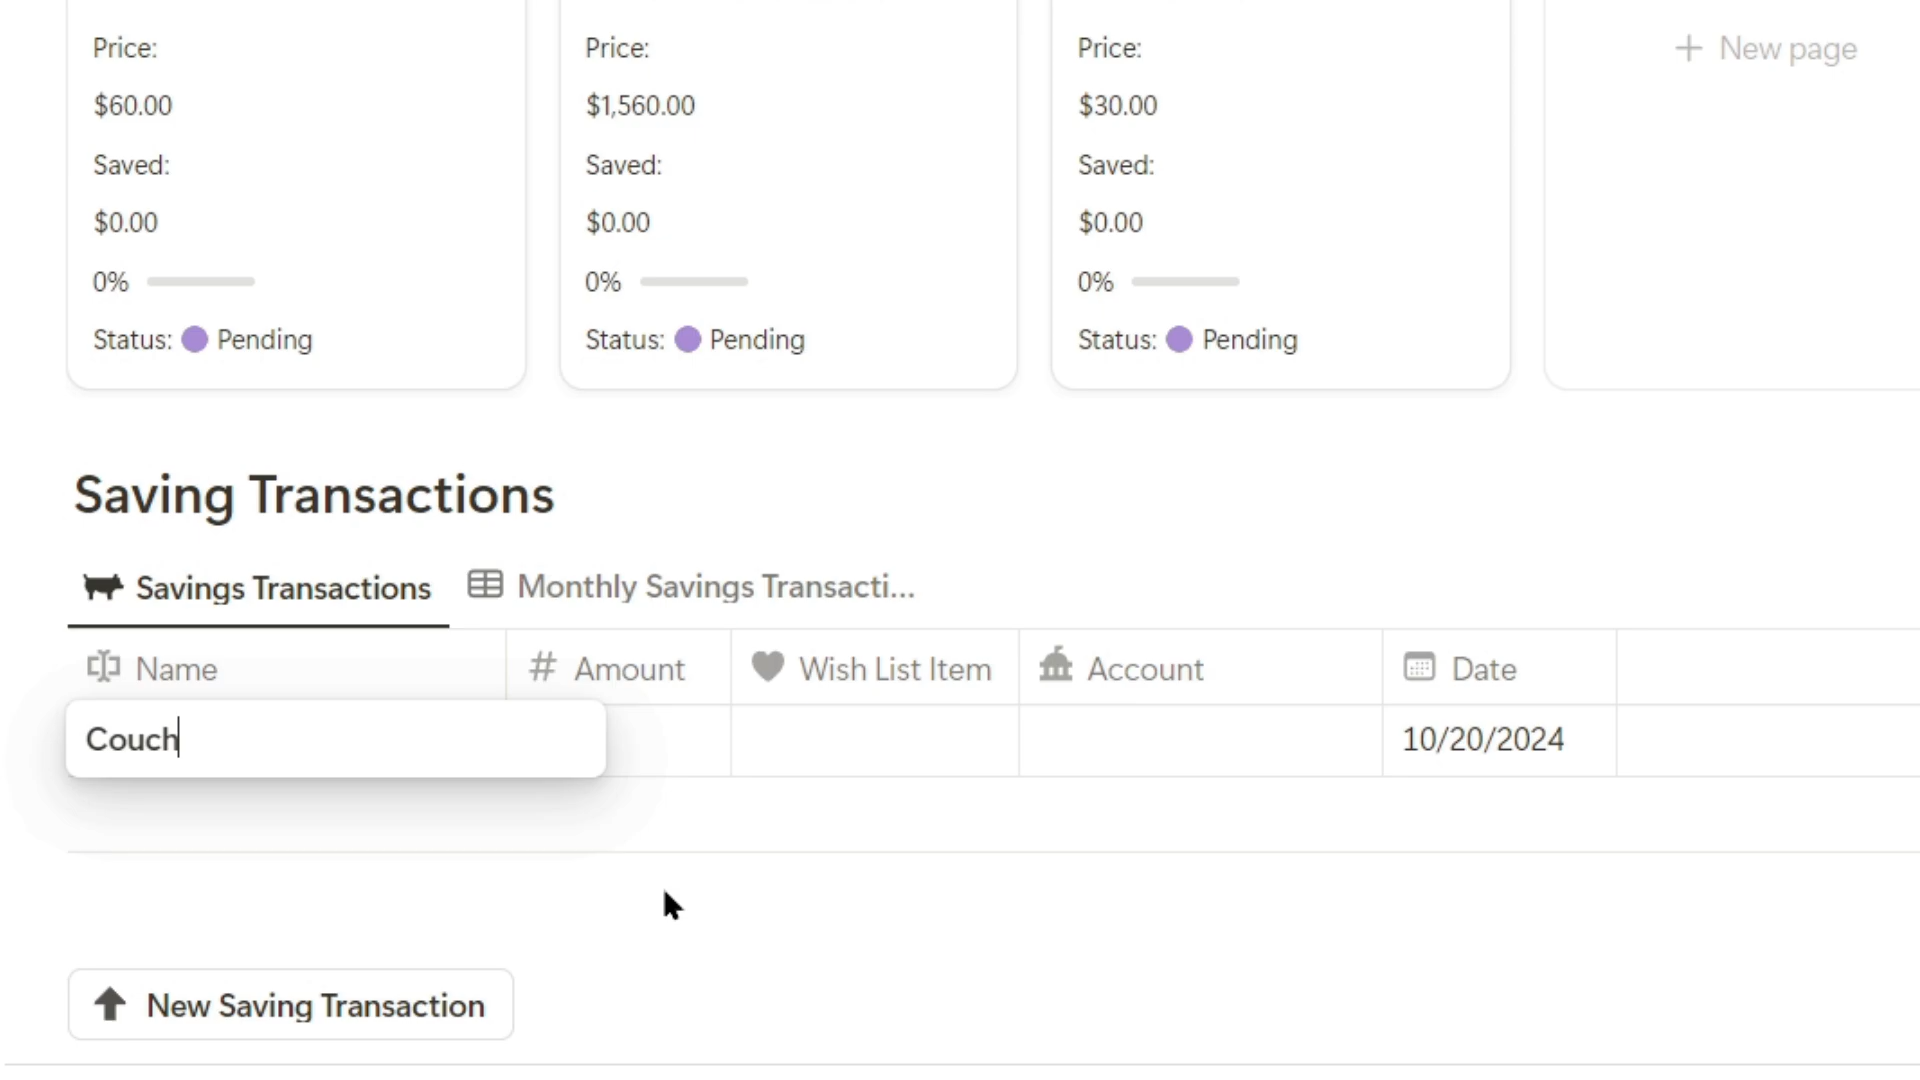 Price:
$60.00
Saved:
$0.00
0%
Status: Pending
Price:
$1,560.00
Saved:
$0.00
0%
Status: Pending
Price:
$30.00
Saved:
$0.00
0%
Status: Pending
+ New page
Saving Transactions
Savings Transactions
Monthly Savings Transacti...
Name # Amount Wish List Item Account Date
Couch 10/20/2024
New Saving Transaction